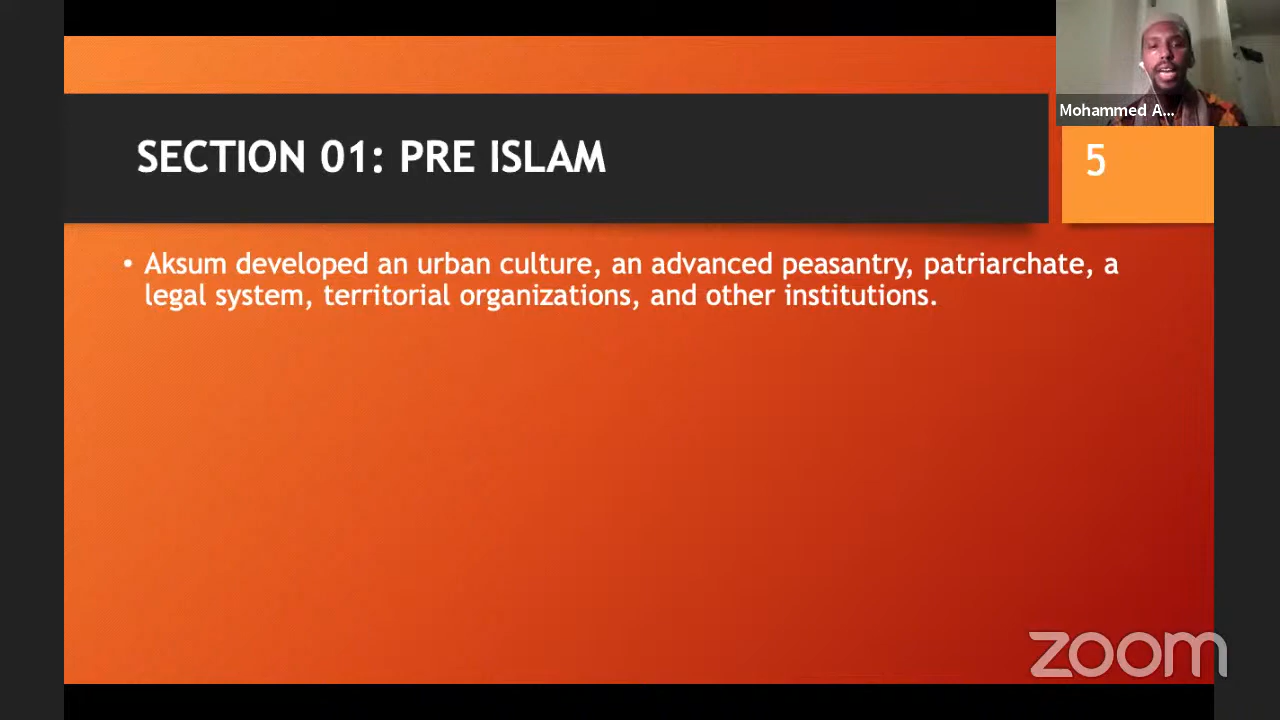 Mohammed A...
SECTION 01: PRE ISLAM
5
• Aksum developed an urban culture, an advanced peasantry, patriarchate, a
legal system, territorial organizations, and other institutions.
zoom